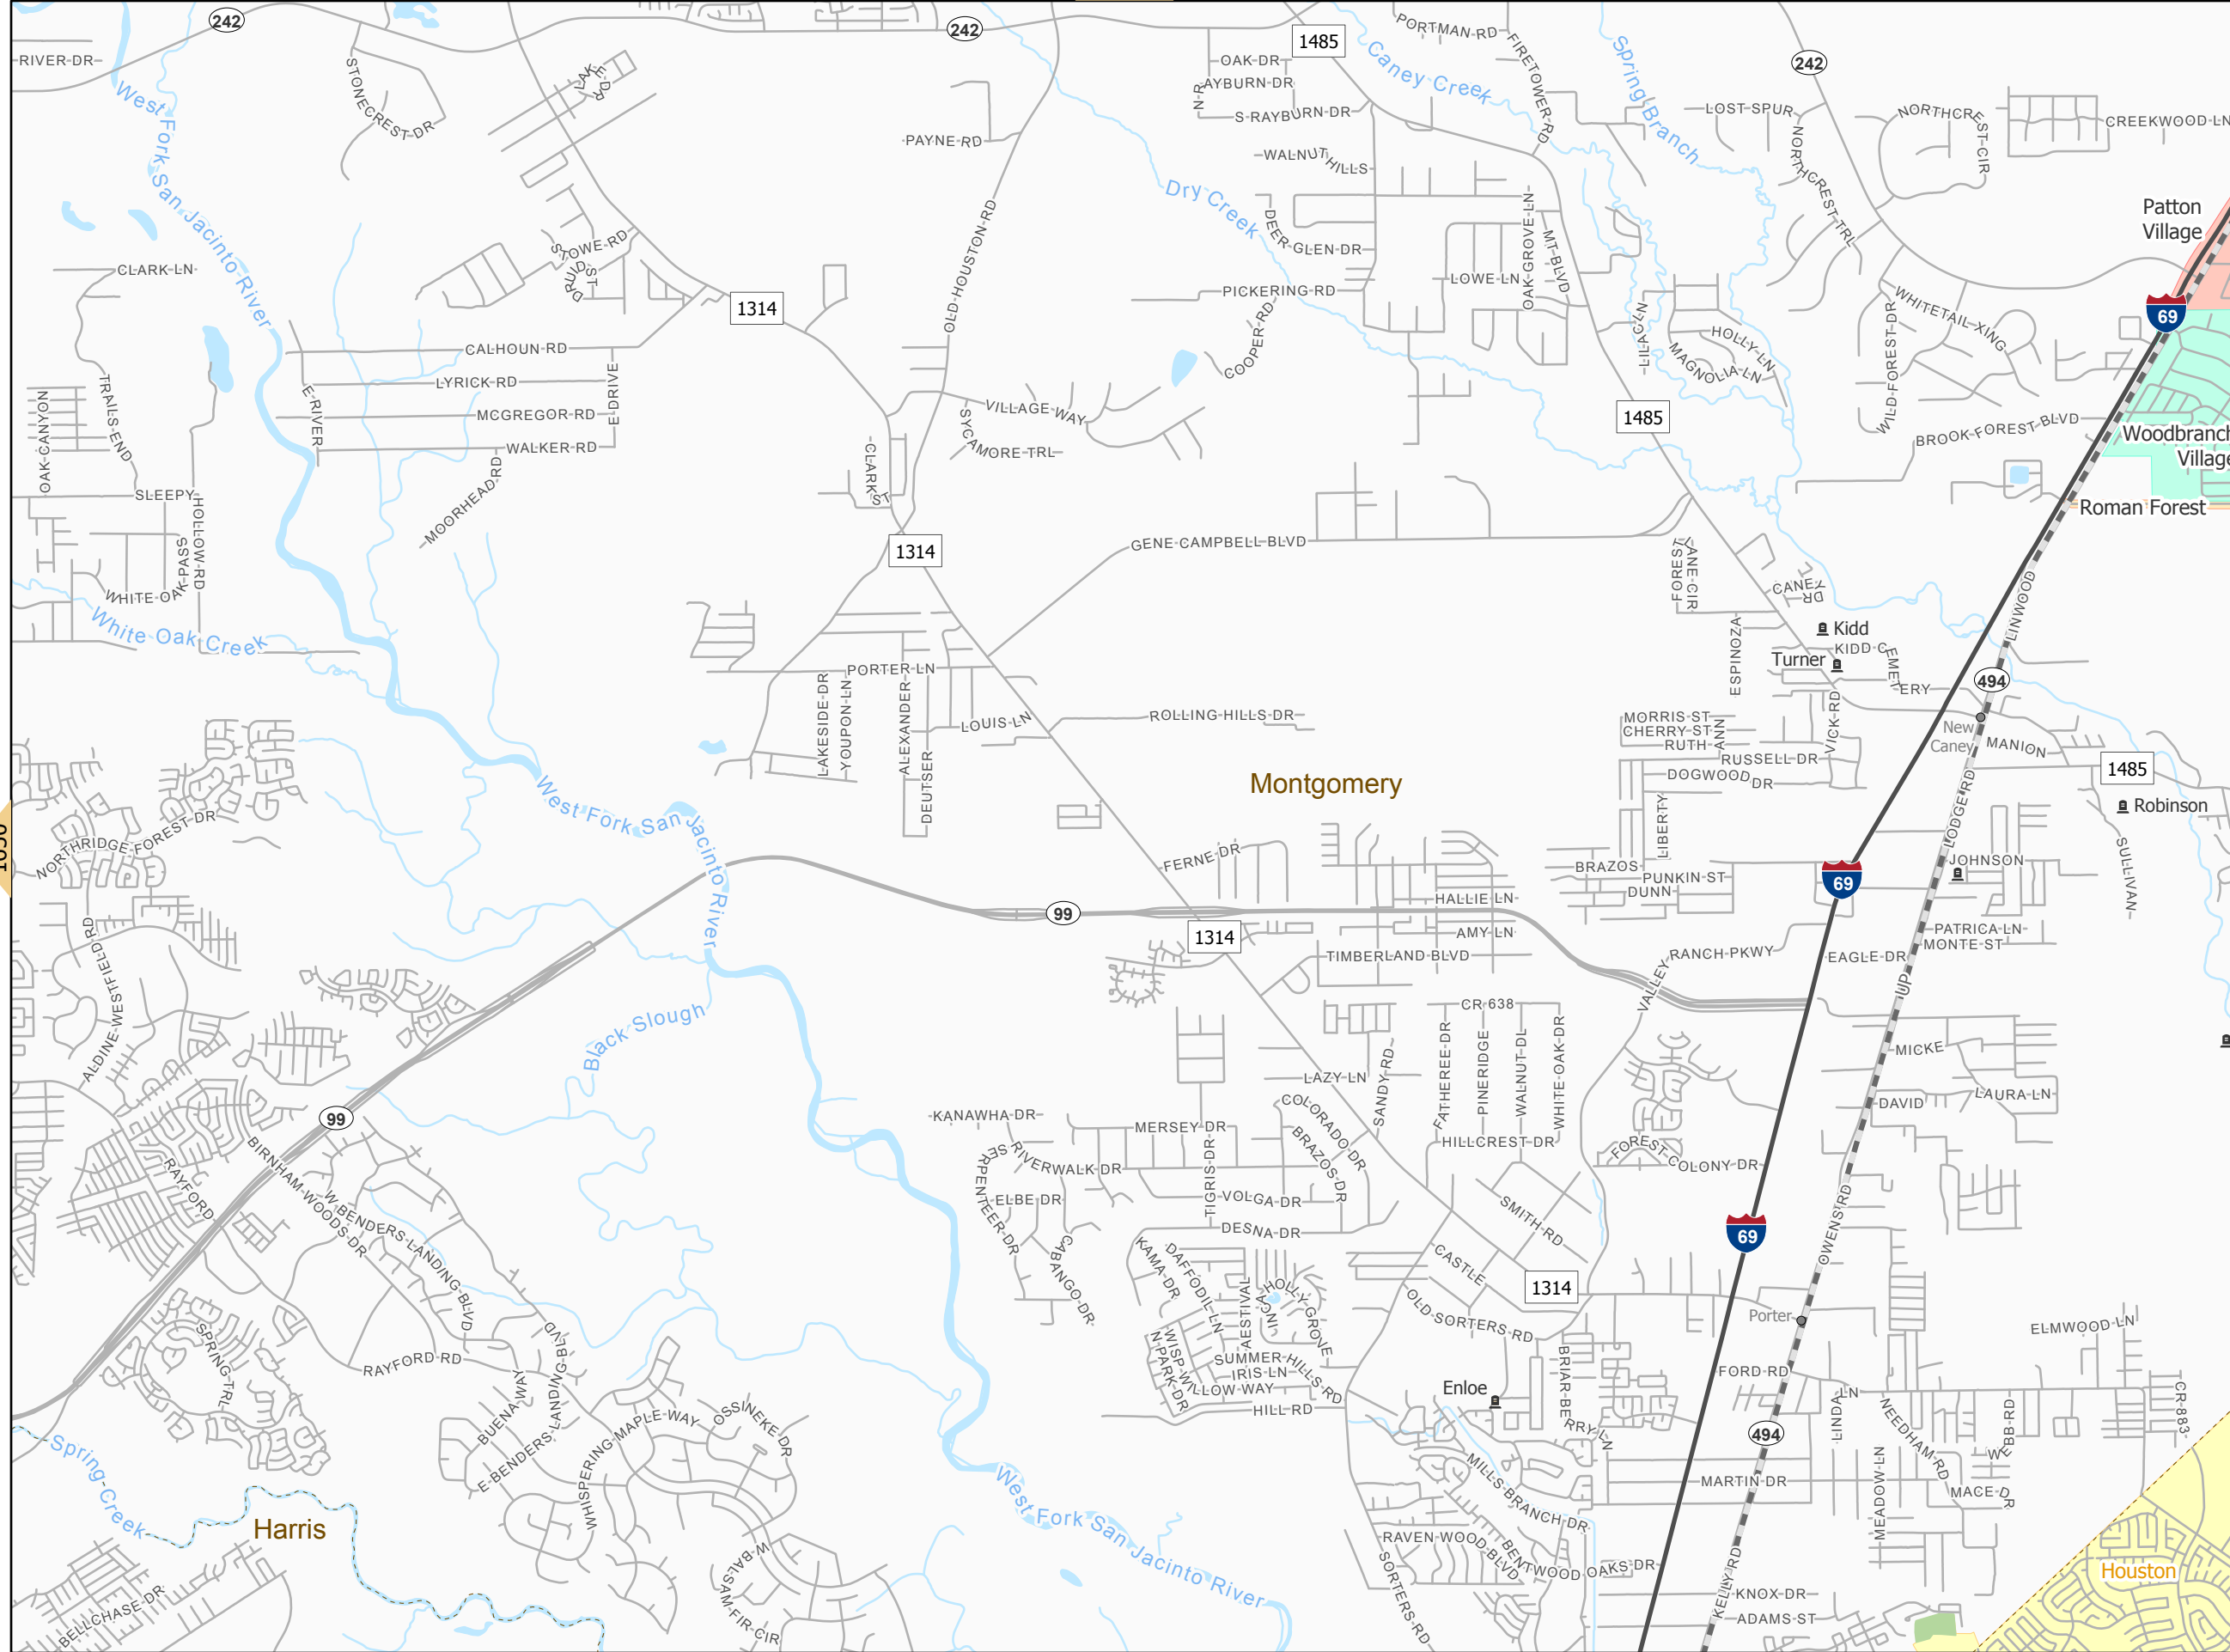 242
242
1485
PORTMAN RD
FIRETOWER RD
Caney Creek
Spring Branch
242
RIVER DR
STONECREST DR
LAKE DR
OAK DR
N R
AYBURN DR
S RAYBURN DR
LOST SPUR
NORTHCREST CIR
CREEKWOOD LN
West Fork San Jacinto River
PAYNE RD
WALNUT HILLS
NORTHCREST TRL
Dry Creek
Patton
Village
OLD HOUSTON RD
DEER GLEN DR
OAK GROVE LN
MT BLVD
STOWE RD
DRUID ST
CLARK LN
LOWE LN
PICKERING RD
1314
COOPER RD
LILAC LN
HOLLY LN
MAGNOLIA LN
WHITETAIL XING
WILD FOREST DR
69
CALHOUN RD
LYRICK RD
MCGREGOR RD
WALKER RD
E RIVER
E DRIVE
TRAILS END
OAK CANYON
VILLAGE WAY
SYCAMORE TRL
1485
BROOK FOREST BLVD
Woodbranch
Village
CLARK ST
MOORHEAD RD
SLEEPY
HOLLOW RD
Roman Forest
1314
GENE CAMPBELL BLVD
FOREST
LANE CIR
CANEY DR
WHITE OAK PASS
White Oak Creek
LINWOOD
Kidd
KIDD CEMETERY
Turner
ESPINOZA
494
PORTER LN
LAKESIDE DR
YOUPON LN
ALEXANDER
DEUTSER
LOUIS LN
ROLLING HILLS DR
MORRIS ST
CHERRY ST
RUTH ANN
VICK RD
New
Caney
MANION
RUSSELL DR
DOGWOOD DR
1485
Montgomery
Robinson
West Fork San Jacinto River
NORTHRIDGE FOREST DR
LIBERTY
LODGE RD
SULLIVAN
FERNE DR
BRAZOS
PUNKIN ST
DUNN
JOHNSON
69
HALLIE LN
99
1314
AMY LN
TIMBERLAND BLVD
RANCH PKWY
VALLEY
PATRICA LN
MONTE ST
EAGLE DR
UP
ALDINE WESTFIELD RD
Black Slough
CR 638
FATHEREE DR
PINERIDGE
WALNUT DL
WHITE OAK DR
MICKE
LAZY LN
SANDY RD
LAURA LN
DAVID
99
KANAWHA DR
MERSEY DR
COLORADO DR
BRAZOS DR
HILLCREST DR
FOREST COLONY DR
BIRNHAM WOODS DR
RAYFORD
RIVERWALK DR
SERPENTEER DR
ELBE DR
TIGRIS DR
VOLGA DR
DESNA DR
SMITH RD
OWENS RD
69
W BENDERS LANDING BLVD
CABANGO DR
KAMA DR
DAFFODIL LN
AESTIVAL
HOLLY GROVE
CASTLE
1314
OLD SORTERS RD
Porter
SPRING TRL
RAYFORD RD
BUENA WAY
E BENDERS LANDING BLVD
N PARK DR
WISP WILLOW WAY
SUMMER HILLS RD
IRIS LN
HILL RD
Enloe
BRIAR BERRY LN
FORD RD
ELMWOOD LN
LINDA LN
NEEDHAM RD
WEBB RD
CR 883
494
WHISPERING MAPLE WAY
OSSINEKE DR
Spring Creek
MILLS BRANCH DR
MARTIN DR
MEADOW LN
MACE DR
Harris
West Fork San Jacinto River
RAVEN WOOD BLVD
BENTWOOD OAKS DR
W BALSAM FIR CIR
SORTERS RD
KELLY RD
KNOX DR
ADAMS ST
BELLCHASE DR
Houston